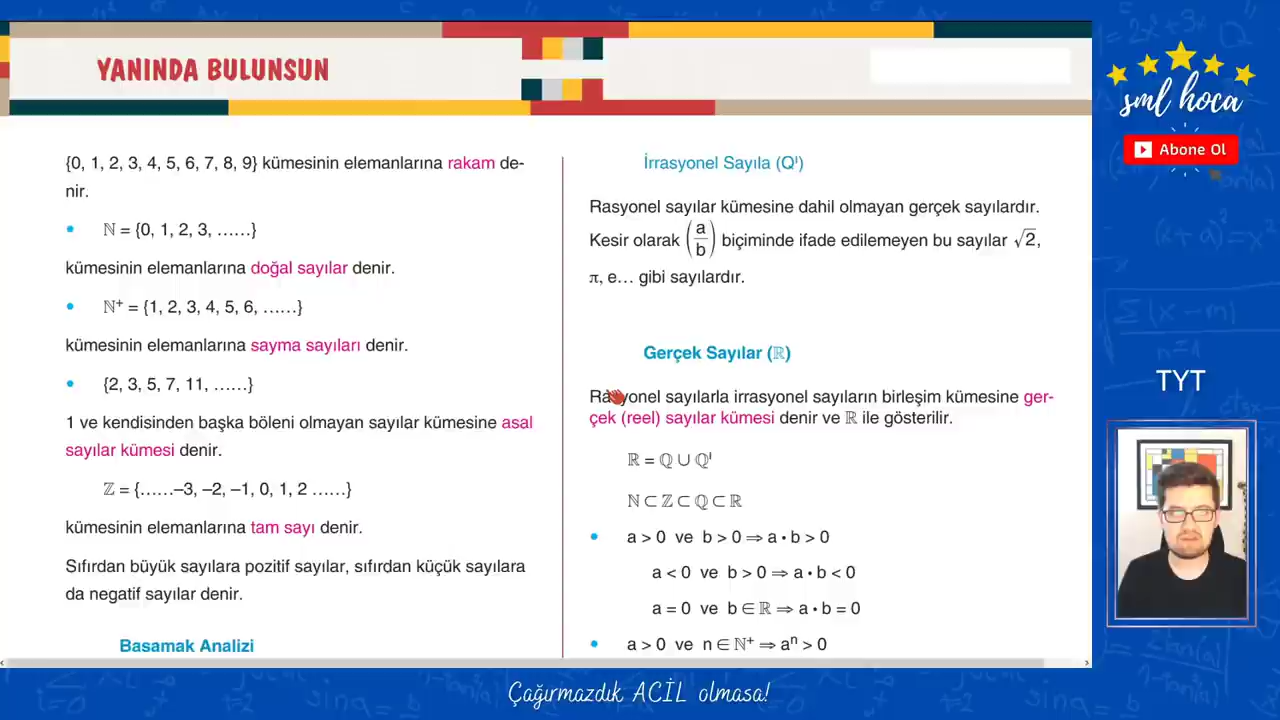 YANINDA BULUNSUN
{0, 1, 2, 3, 4, 5, 6, 7, 8, 9} kümesinin elemanlarına rakam de-
nir.
• ℕ = {0, 1, 2, 3, ……}
kümesinin elemanlarına doğal sayılar denir.
• ℕ⁺ = {1, 2, 3, 4, 5, 6, ……}
kümesinin elemanlarına sayma sayıları denir.
• {2, 3, 5, 7, 11, ……}
1 ve kendisinden başka böleni olmayan sayılar kümesine asal
sayılar kümesi denir.
ℤ = {……–3, –2, –1, 0, 1, 2 ……}
kümesinin elemanlarına tam sayı denir.
Sıfırdan büyük sayılara pozitif sayılar, sıfırdan küçük sayılara
da negatif sayılar denir.
Basamak Analizi
İrrasyonel Sayıla (Qᴵ)
Rasyonel sayılar kümesine dahil olmayan gerçek sayılardır.
Kesir olarak (a/b) biçiminde ifade edilemeyen bu sayılar √2,
π, e… gibi sayılardır.
Gerçek Sayılar (ℝ)
Rasyonel sayılarla irrasyonel sayıların birleşim kümesine ger-
çek (reel) sayılar kümesi denir ve ℝ ile gösterilir.
ℝ = ℚ ∪ ℚᴵ
ℕ ⊂ ℤ ⊂ ℚ ⊂ ℝ
• a > 0 ve b > 0 ⇒ a • b > 0
a < 0 ve b > 0 ⇒ a • b < 0
a = 0 ve b ∈ ℝ ⇒ a • b = 0
• a > 0 ve n ∈ ℕ⁺ ⇒ aⁿ > 0
sml hoca
Abone Ol
TYT
Çağırmazdık ACİL olmasa!